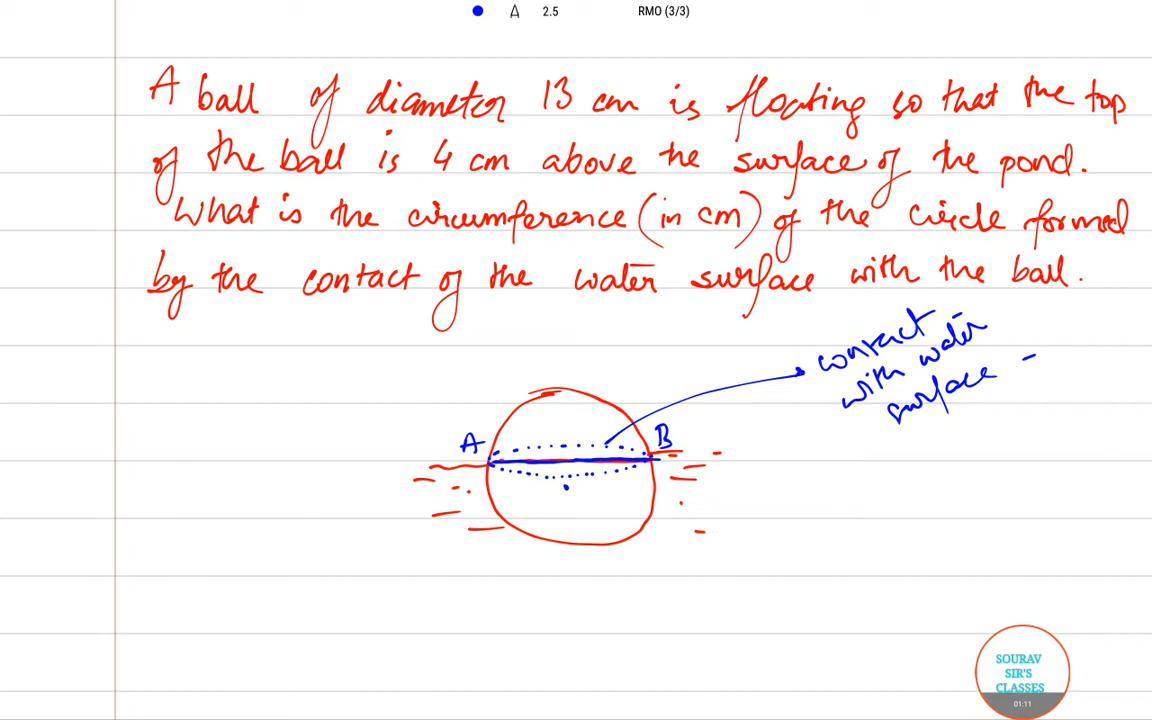 A 2.5 RMO (3/3)
A ball of diameter 13 cm is floating so that the top
of the ball is 4 cm above the surface of the pond.
What is the circumference (in cm) of the circle formed
by the contact of the water surface with the ball.
contact
with water
surface
A B
SOURAV
SIR'S
CLASSES
01:11